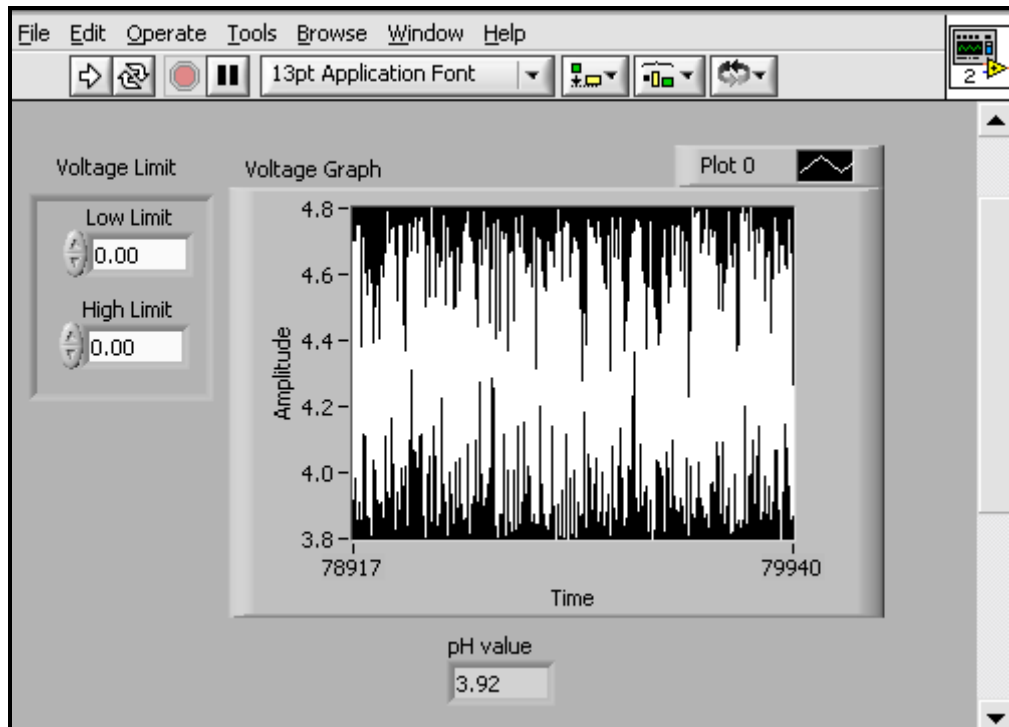 File Edit Operate Tools Browse Window Help
13pt Application Font
2
Voltage Limit
Low Limit
0.00
High Limit
0.00
Voltage Graph
Plot 0
4.8
4.6
4.4
4.2
4.0
3.8
Amplitude
78917 79940
Time
pH value
3.92